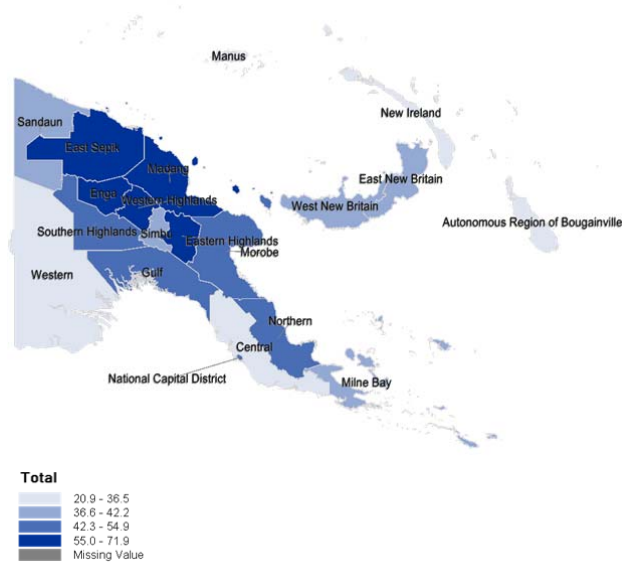 Manus
New Ireland
Sandaun
East Sepik
Madang
East New Britain
Enga
Western Highlands
West New Britain
Autonomous Region of Bougainville
Southern Highlands
Simbu
Eastern Highlands
Morobe
Western
Gulf
Northern
Central
National Capital District
Milne Bay
Total
20.9 - 36.5
36.6 - 42.2
42.3 - 54.9
55.0 - 71.9
Missing Value